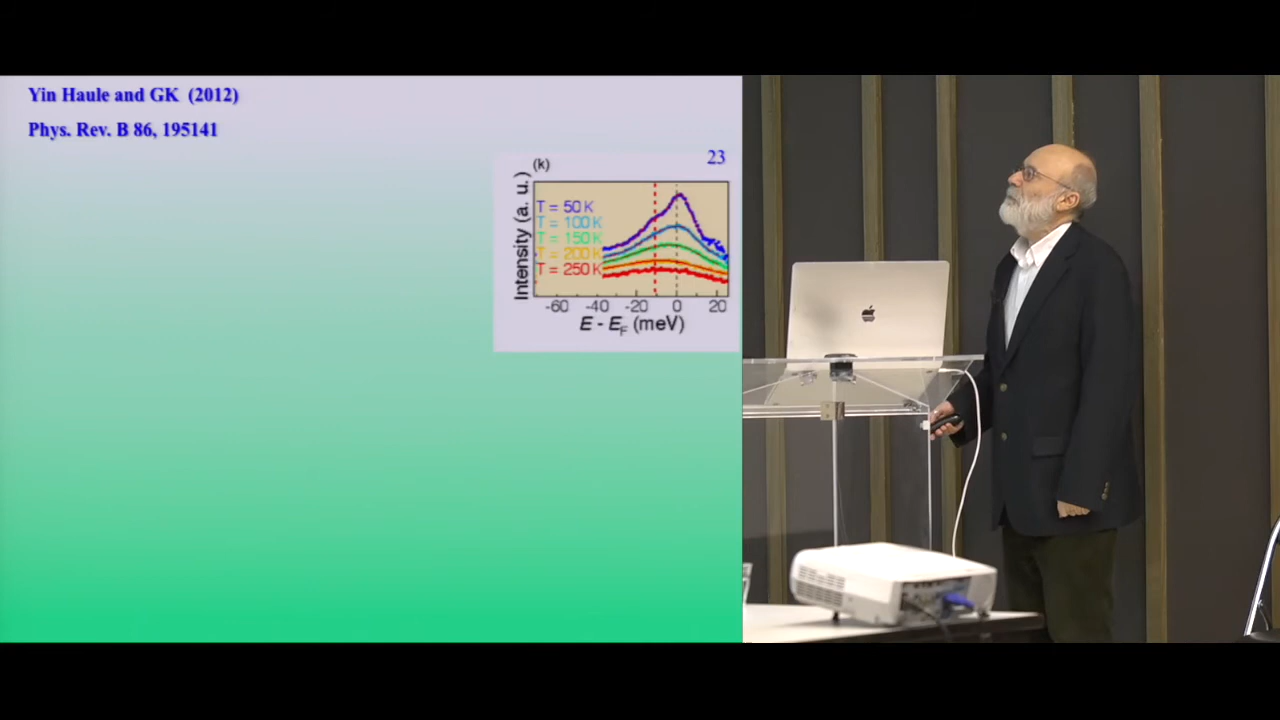 Yin Haule and GK (2012)
Phys. Rev. B 86, 195141
23
(k)
Intensity (a. u.)
T = 50 K
T = 100 K
T = 150 K
T = 200 K
T = 250 K
-60 -40 -20 0 20
E - EF (meV)